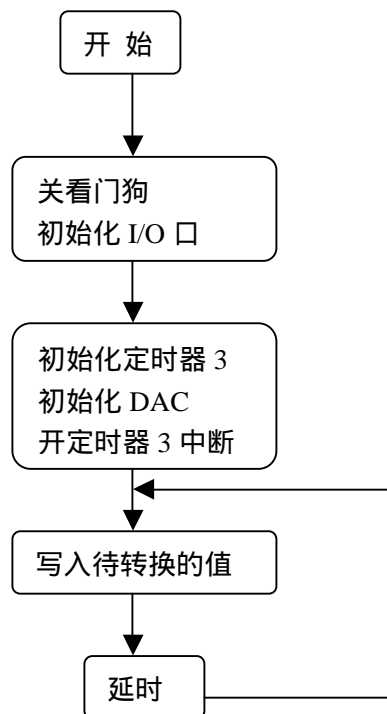 开 始
关看门狗
初始化 I/O 口
初始化定时器 3
初始化 DAC
开定时器 3 中断
写入待转换的值
延时